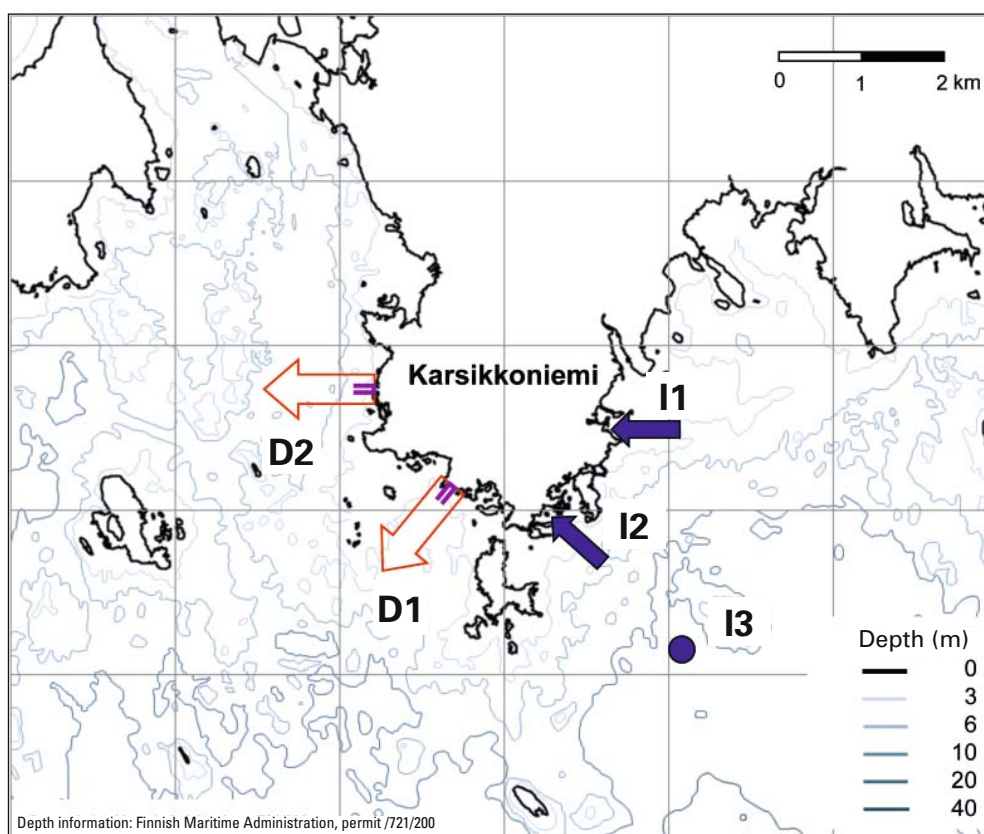 0 1 2 km
Karsikkoniemi
I1
D2
I2
D1
I3
Depth (m)
0
3
6
10
20
40
Depth information: Finnish Maritime Administration, permit /721/200